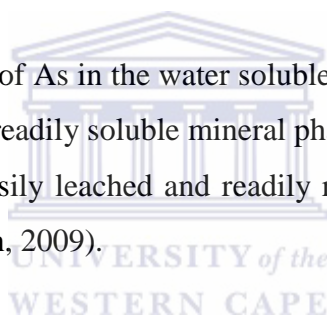 of As in the water soluble
readily soluble mineral ph
sily leached and readily
, 2009).
UNIVERSITY of the
WESTERN CAPE